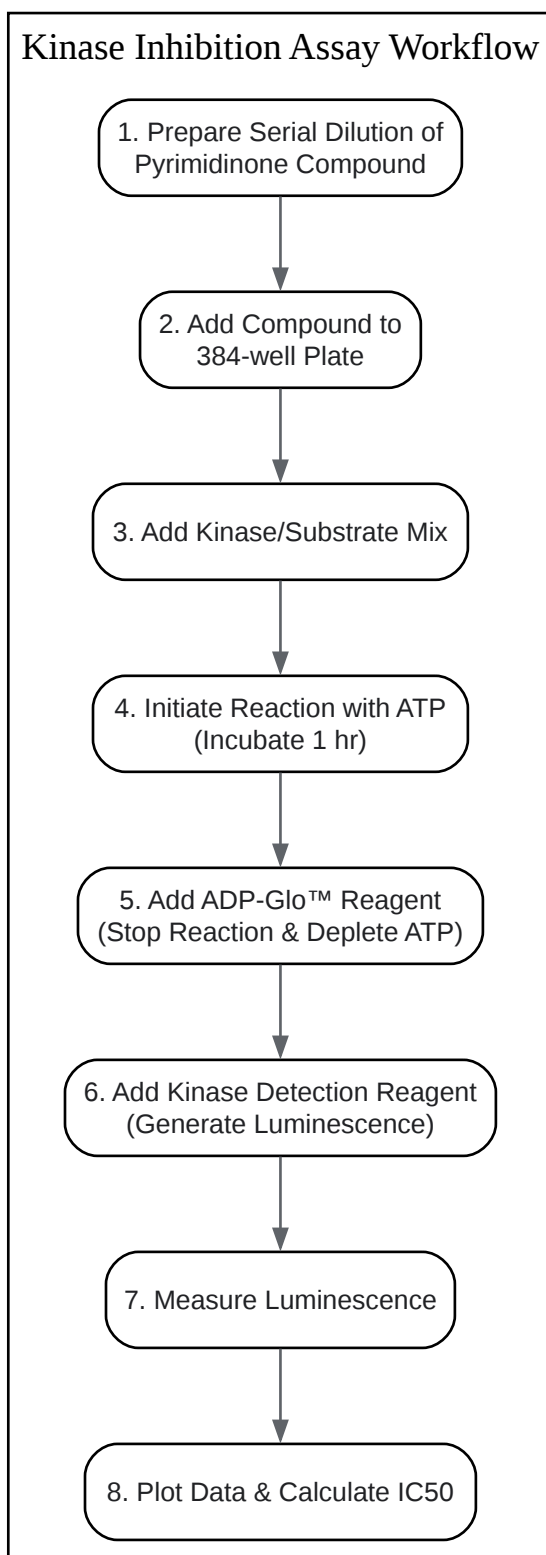 Kinase Inhibition Assay Workflow
1. Prepare Serial Dilution of
Pyrimidinone Compound
2. Add Compound to
384-well Plate
3. Add Kinase/Substrate Mix
4. Initiate Reaction with ATP
(Incubate 1 hr)
5. Add ADP-Glo™ Reagent
(Stop Reaction & Deplete ATP)
6. Add Kinase Detection Reagent
(Generate Luminescence)
7. Measure Luminescence
8. Plot Data & Calculate IC50